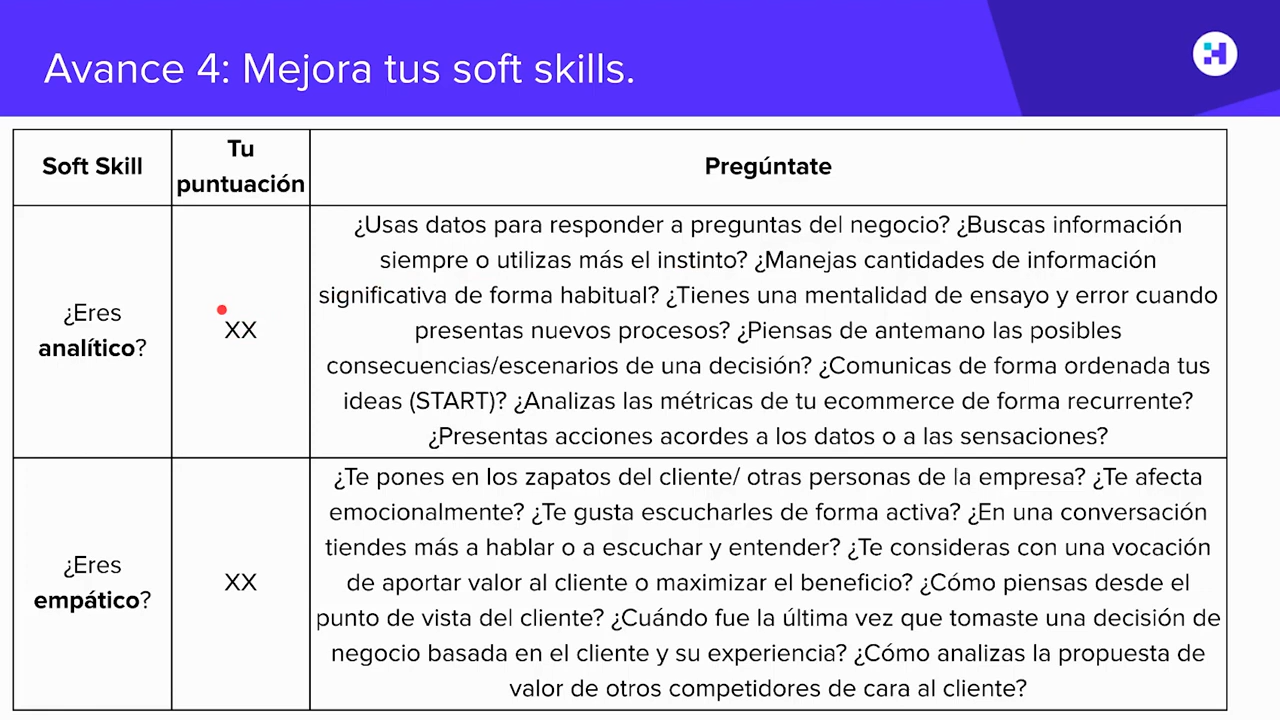 Avance 4: Mejora tus soft skills.
Soft Skill
Tu
puntuación
Pregúntate
¿Eres
analítico?
XX
¿Usas datos para responder a preguntas del negocio? ¿Buscas información
siempre o utilizas más el instinto? ¿Manejas cantidades de información
significativa de forma habitual? ¿Tienes una mentalidad de ensayo y error cuando
presentas nuevos procesos? ¿Piensas de antemano las posibles
consecuencias/escenarios de una decisión? ¿Comunicas de forma ordenada tus
ideas (START)? ¿Analizas las métricas de tu ecommerce de forma recurrente?
¿Presentas acciones acordes a los datos o a las sensaciones?
¿Eres
empático?
XX
¿Te pones en los zapatos del cliente/ otras personas de la empresa? ¿Te afecta
emocionalmente? ¿Te gusta escucharles de forma activa? ¿En una conversación
tiendes más a hablar o a escuchar y entender? ¿Te consideras con una vocación
de aportar valor al cliente o maximizar el beneficio? ¿Cómo piensas desde el
punto de vista del cliente? ¿Cuándo fue la última vez que tomaste una decisión de
negocio basada en el cliente y su experiencia? ¿Cómo analizas la propuesta de
valor de otros competidores de cara al cliente?